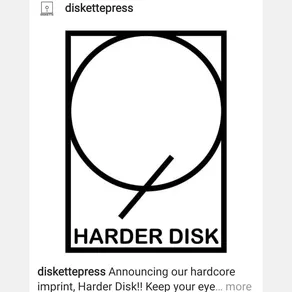 diskettepress
HARDER DISK
diskettepress Announcing our hardcore
imprint, Harder Disk!! Keep your eye... more